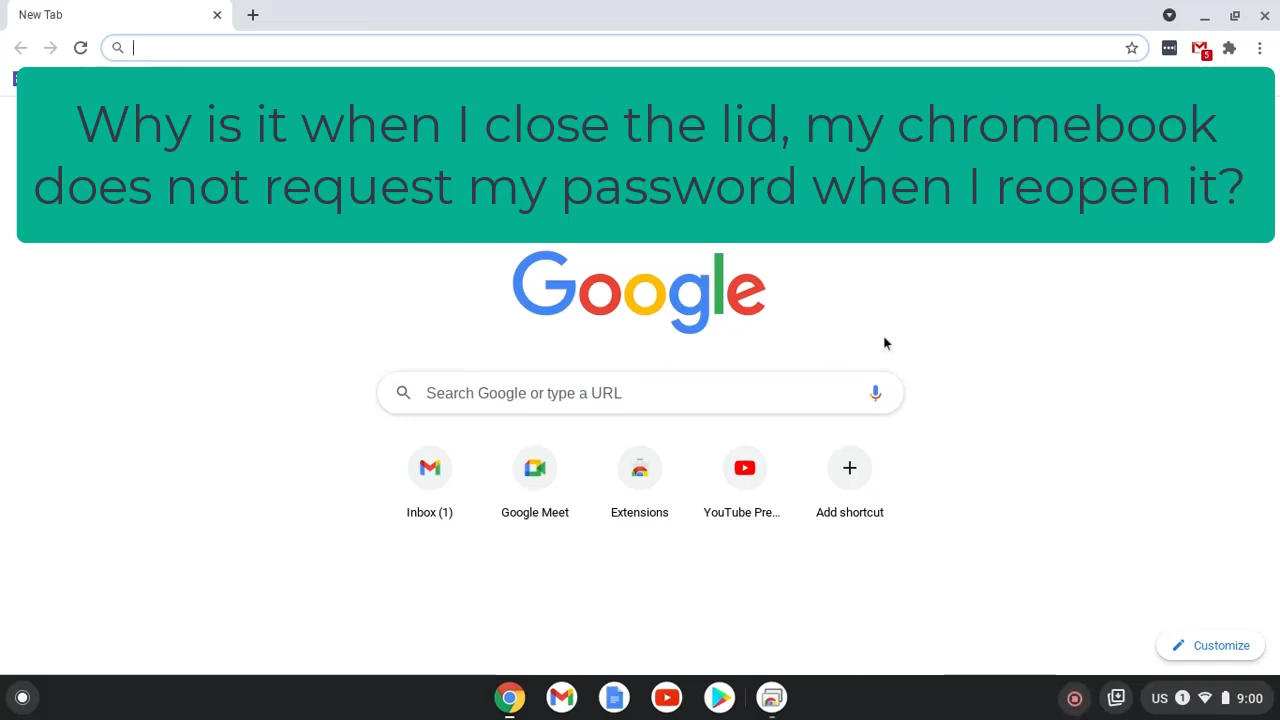 New Tab
5
Why is it when I close the lid, my chromebook
does not request my password when I reopen it?
Google
Search Google or type a URL
Inbox (1)
Google Meet
Extensions
YouTube Pre...
Add shortcut
Customize
US 1 9:00